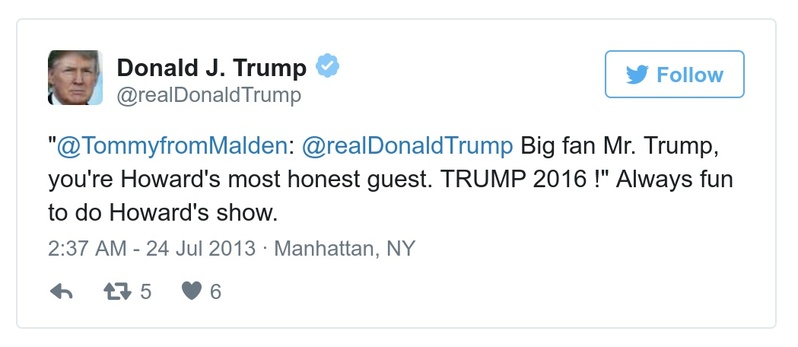 Donald J. Trump
@realDonaldTrump
Follow
"@TommyfromMalden: @realDonaldTrump Big fan Mr. Trump,
you're Howard's most honest guest. TRUMP 2016 !" Always fun
to do Howard's show.
2:37 AM - 24 Jul 2013 · Manhattan, NY
5 6